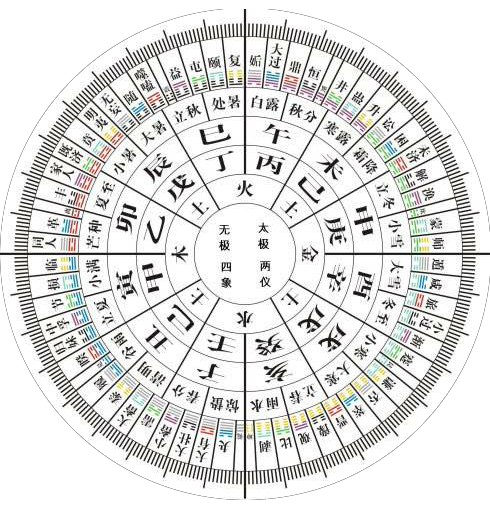 无极
太极
四象
两仪
火
土
金
土
水
土
木
土
丙
己
庚
辛
戊
癸
壬
己
甲
乙
戊
丁
午
未
申
酉
戌
亥
子
丑
寅
卯
辰
巳
白露
秋分
寒露
霜降
立冬
小雪
大雪
冬至
小寒
大寒
立春
雨水
惊蛰
春分
清明
谷雨
立夏
小满
芒种
夏至
小暑
大暑
立秋
处暑
姤
大过
鼎
恒
井
蛊
升
讼
困
未济
解
涣
蒙
师
遁
咸
旅
小过
渐
蹇
谦
否
萃
晋
豫
观
比
剥
夬
大有
大壮
小畜
需
大畜
泰
履
睽
归妹
中孚
节
损
临
同人
革
丰
家人
既济
贲
明夷
无妄
随
噬嗑
益
屯
颐
复